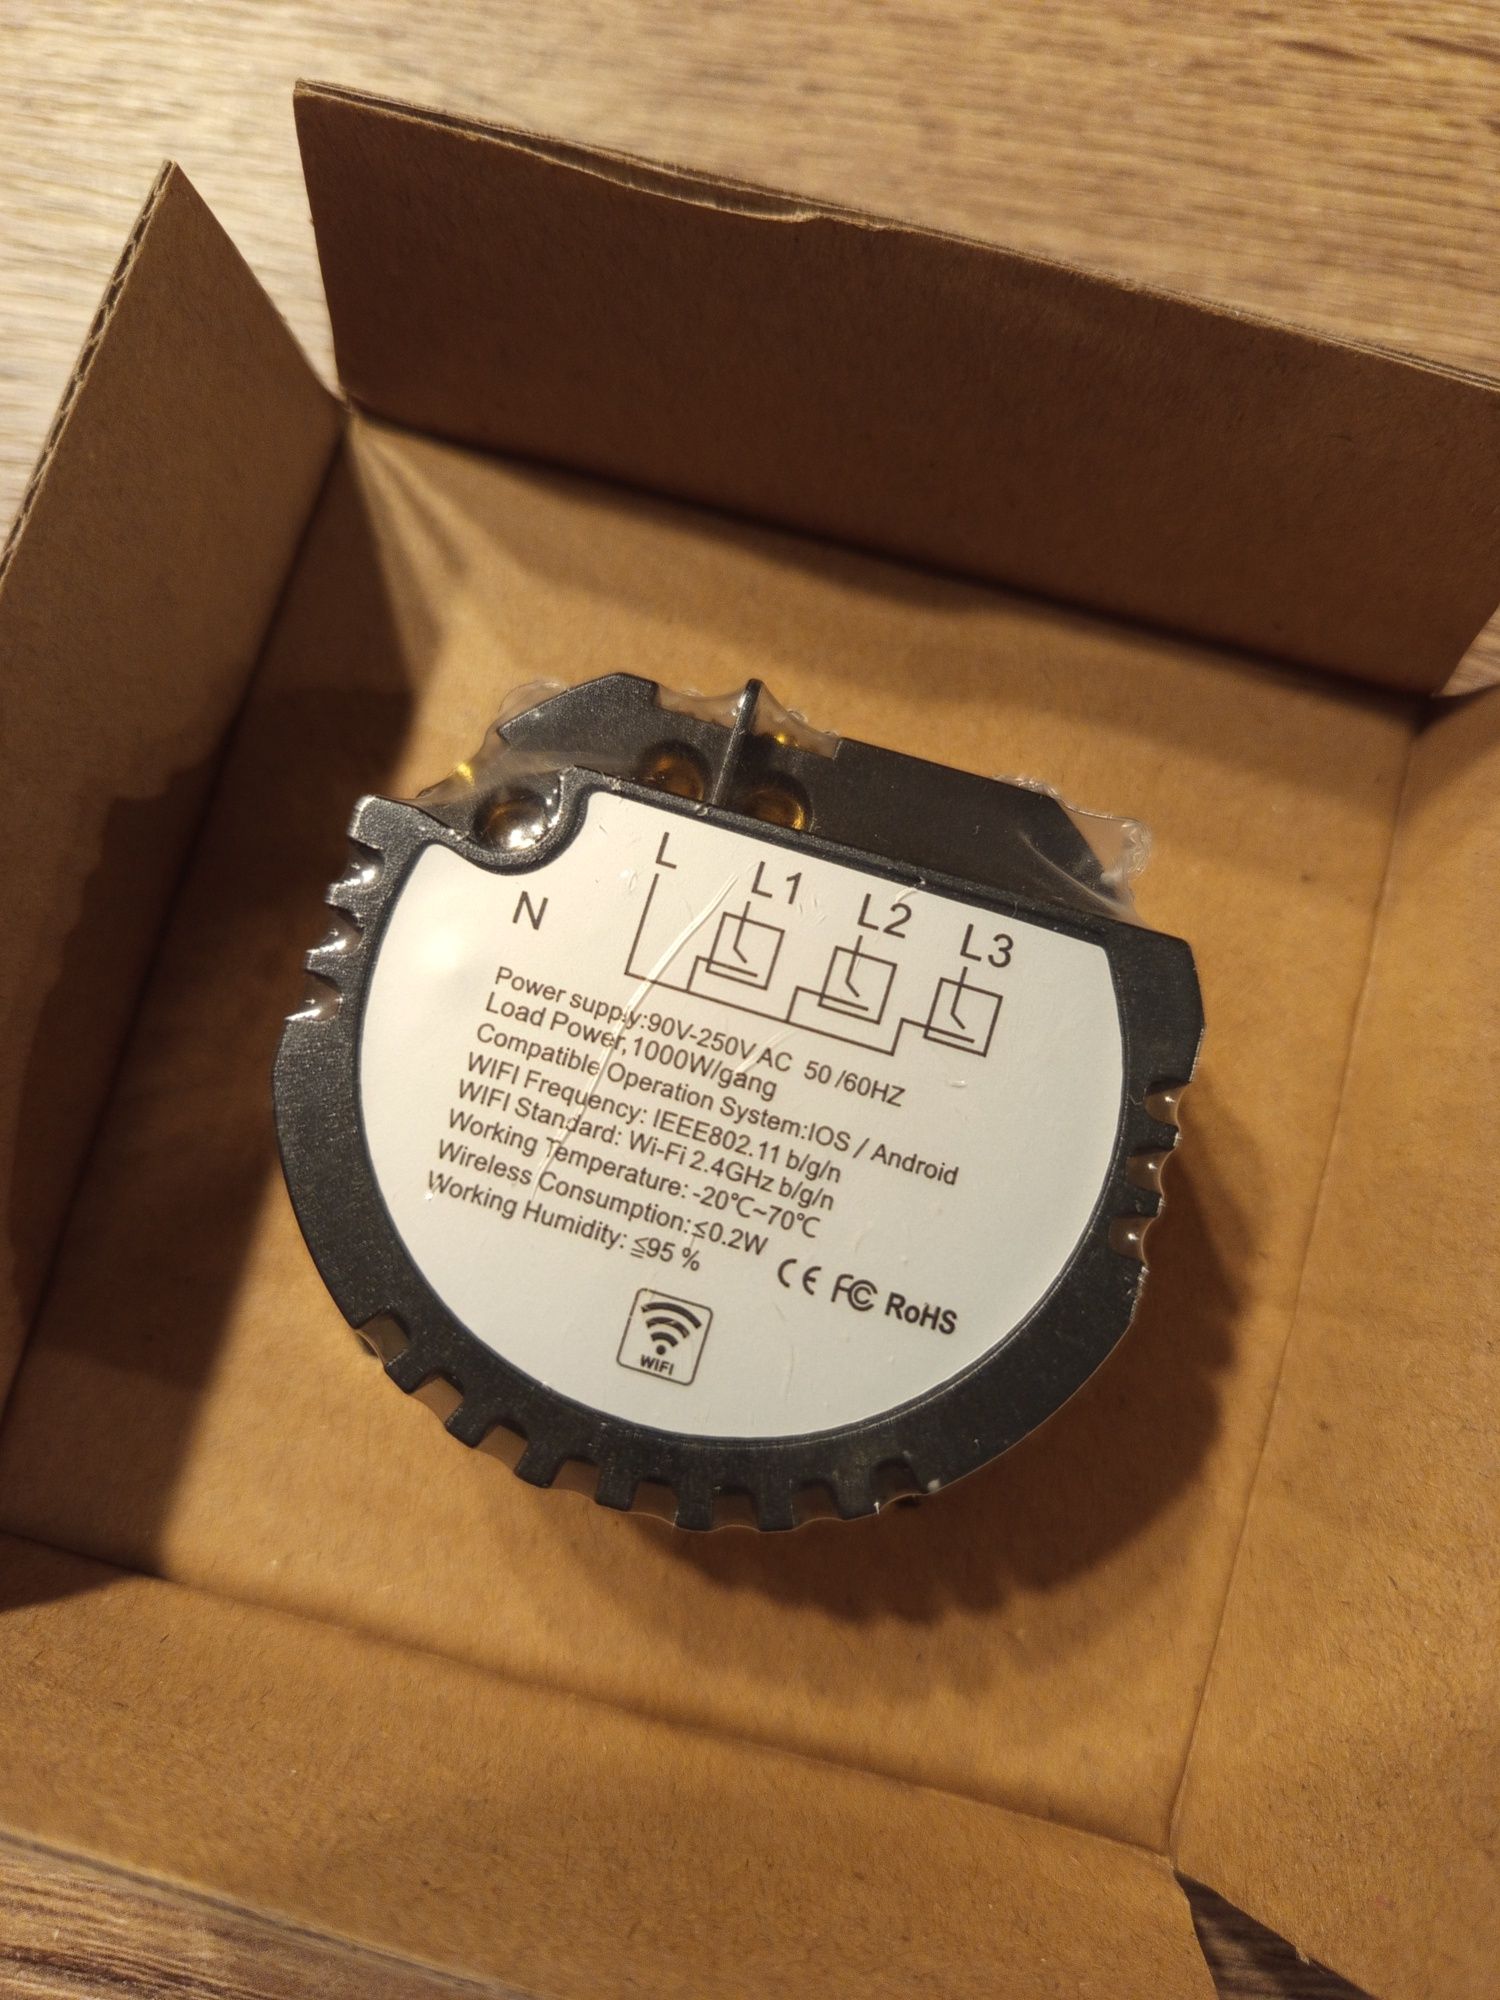 L
L1
L2
L3
N
Power supply:90V-250V AC 50 /60HZ
Load Power,1000W/gang
Compatible Operation System:IOS / Android
WIFI Frequency: IEEE802.11 b/g/n
WIFI Standard: Wi-Fi 2.4GHz b/g/n
Working Temperature: -20℃~70℃
Wireless Consumption:≤0.2W
Working Humidity: ≦95 %
CE FC RoHS
WIFI